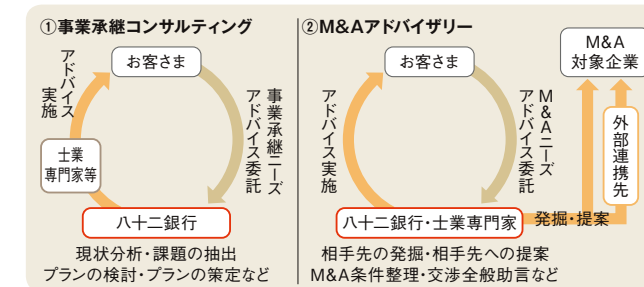 ①事業承継コンサルティング
お客さま
アドバイス
実施
事業承継ニーズ
アドバイス委託
士業
専門家等
八十二銀行
現状分析・課題の抽出
プランの検討・プランの策定など
②M&Aアドバイザリー
お客さま
アドバイス実施
M&Aニーズ
アドバイス委託
八十二銀行・士業専門家
発掘・提案
M&A
対象企業
外部連携先
相手先の発掘・相手先への提案
M&A条件整理・交渉全般助言など